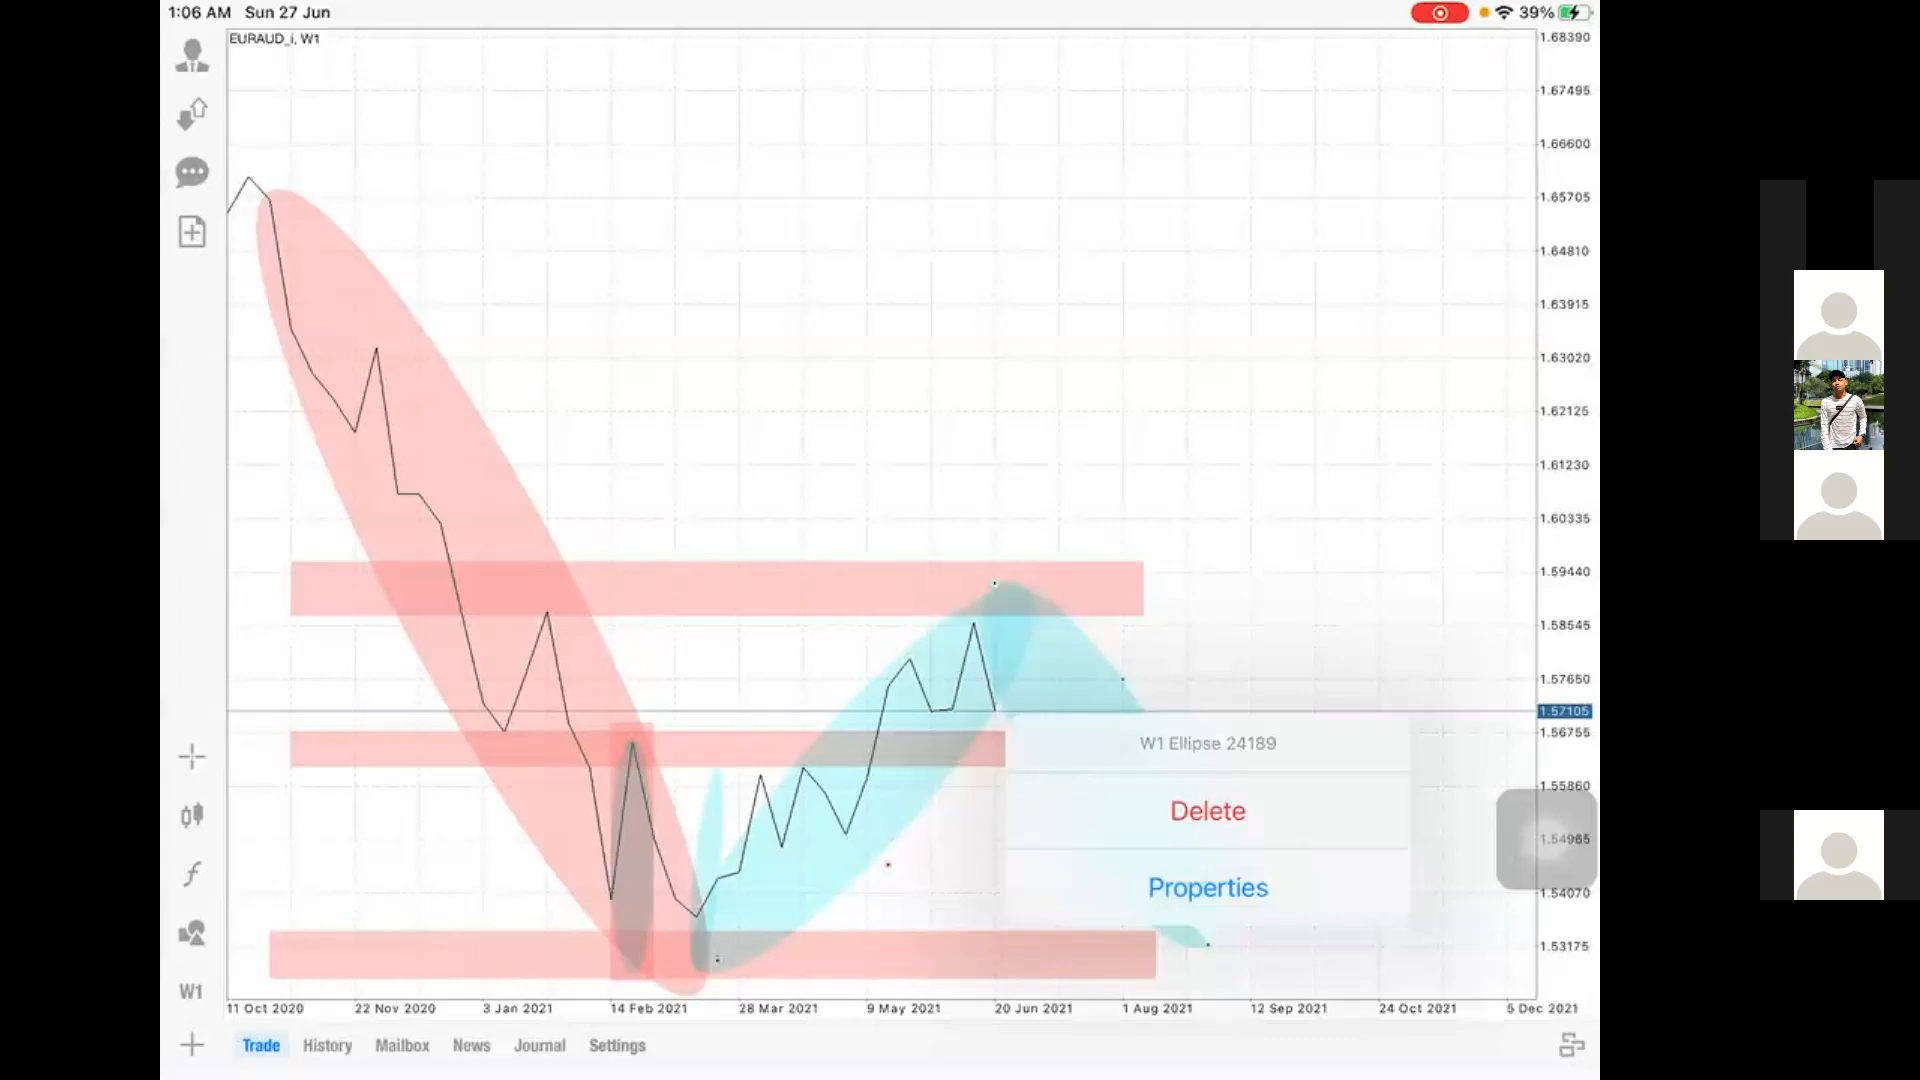 1:06 AM Sun 27 Jun
39%
EURAUD_i, W1
1.68390
1.67495
1.66600
1.65705
1.64810
1.63915
1.63020
1.62125
1.61230
1.60335
1.59440
1.58545
1.57650
1.57105
1.56755
1.55860
1.54965
1.54070
1.53175
W1 Ellipse 24189
Delete
Properties
W1
11 Oct 2020 22 Nov 2020 3 Jan 2021 14 Feb 2021 28 Mar 2021 9 May 2021 20 Jun 2021 1 Aug 2021 12 Sep 2021 24 Oct 2021 5 Dec 2021
Trade History Mailbox News Journal Settings